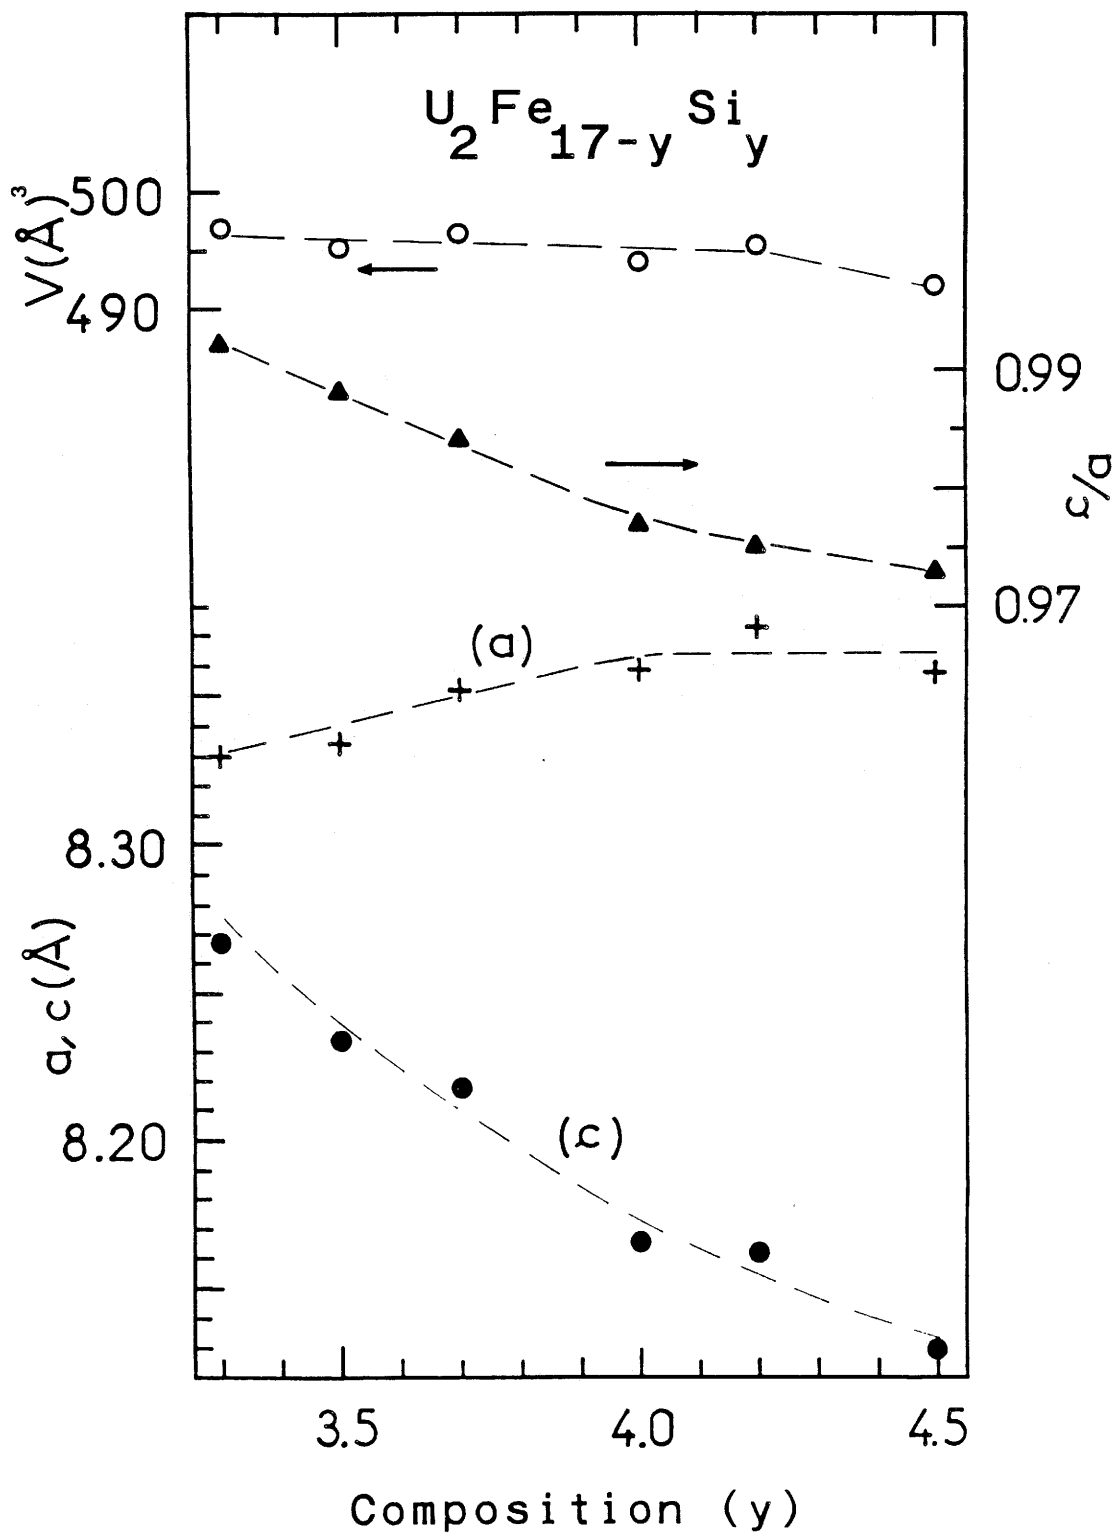 U₂Fe₁₇₋ySiy
V(Å)³
500
490
0.99
c/a
0.97
(a)
8.30
a, c(Å)
8.20
(c)
3.5 4.0 4.5
Composition (y)